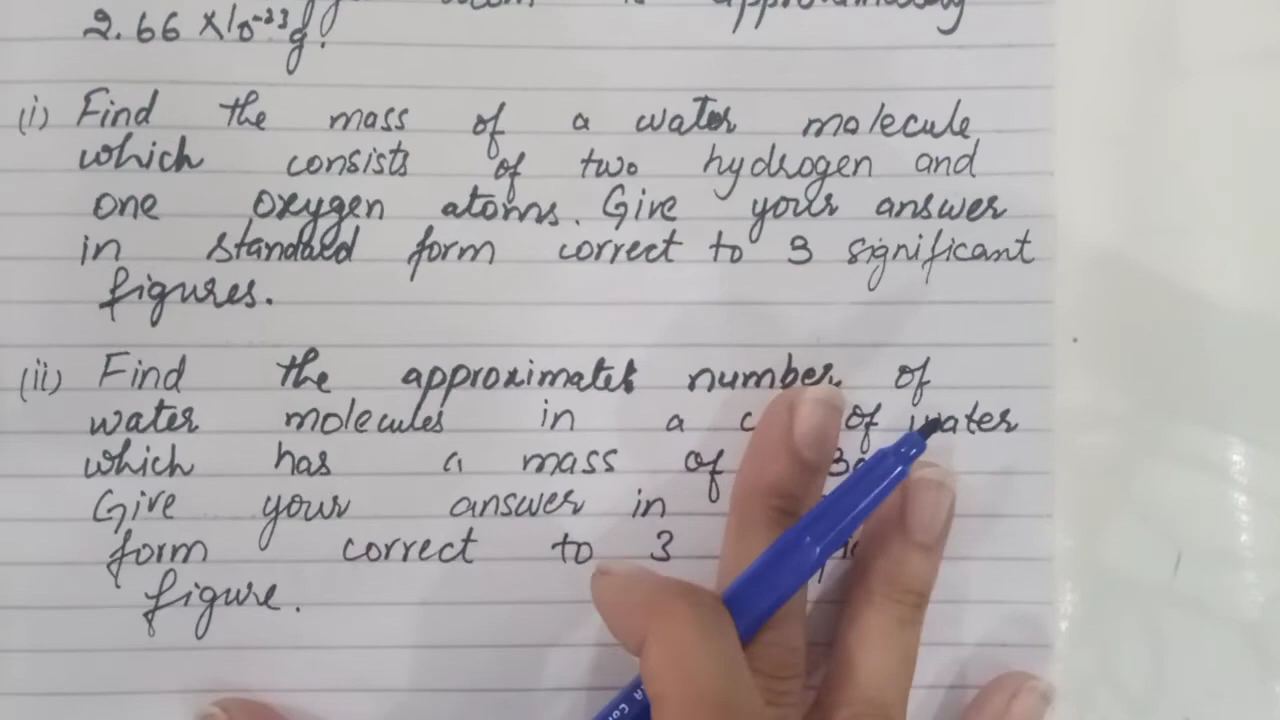 approximately
2.66 × 10⁻²³g.
(i) Find the mass of a water molecule
which consists of two hydrogen and
one oxygen atoms. Give your answer
in standard form correct to 3 significant
figures.
(ii) Find the approximate number of
water molecules in a of water
which has a mass of
Give your answer in
form correct to 3
figure.